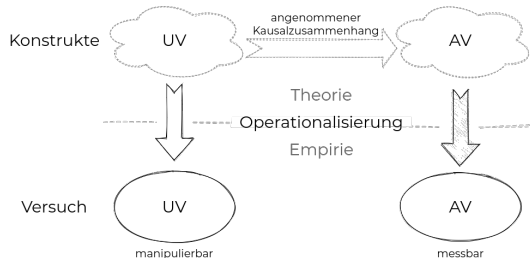 angenommener
Kausalzusammenhang
Konstrukte
UV
AV
Theorie
Operationalisierung
Empirie
Versuch
UV
AV
manipulierbar
messbar